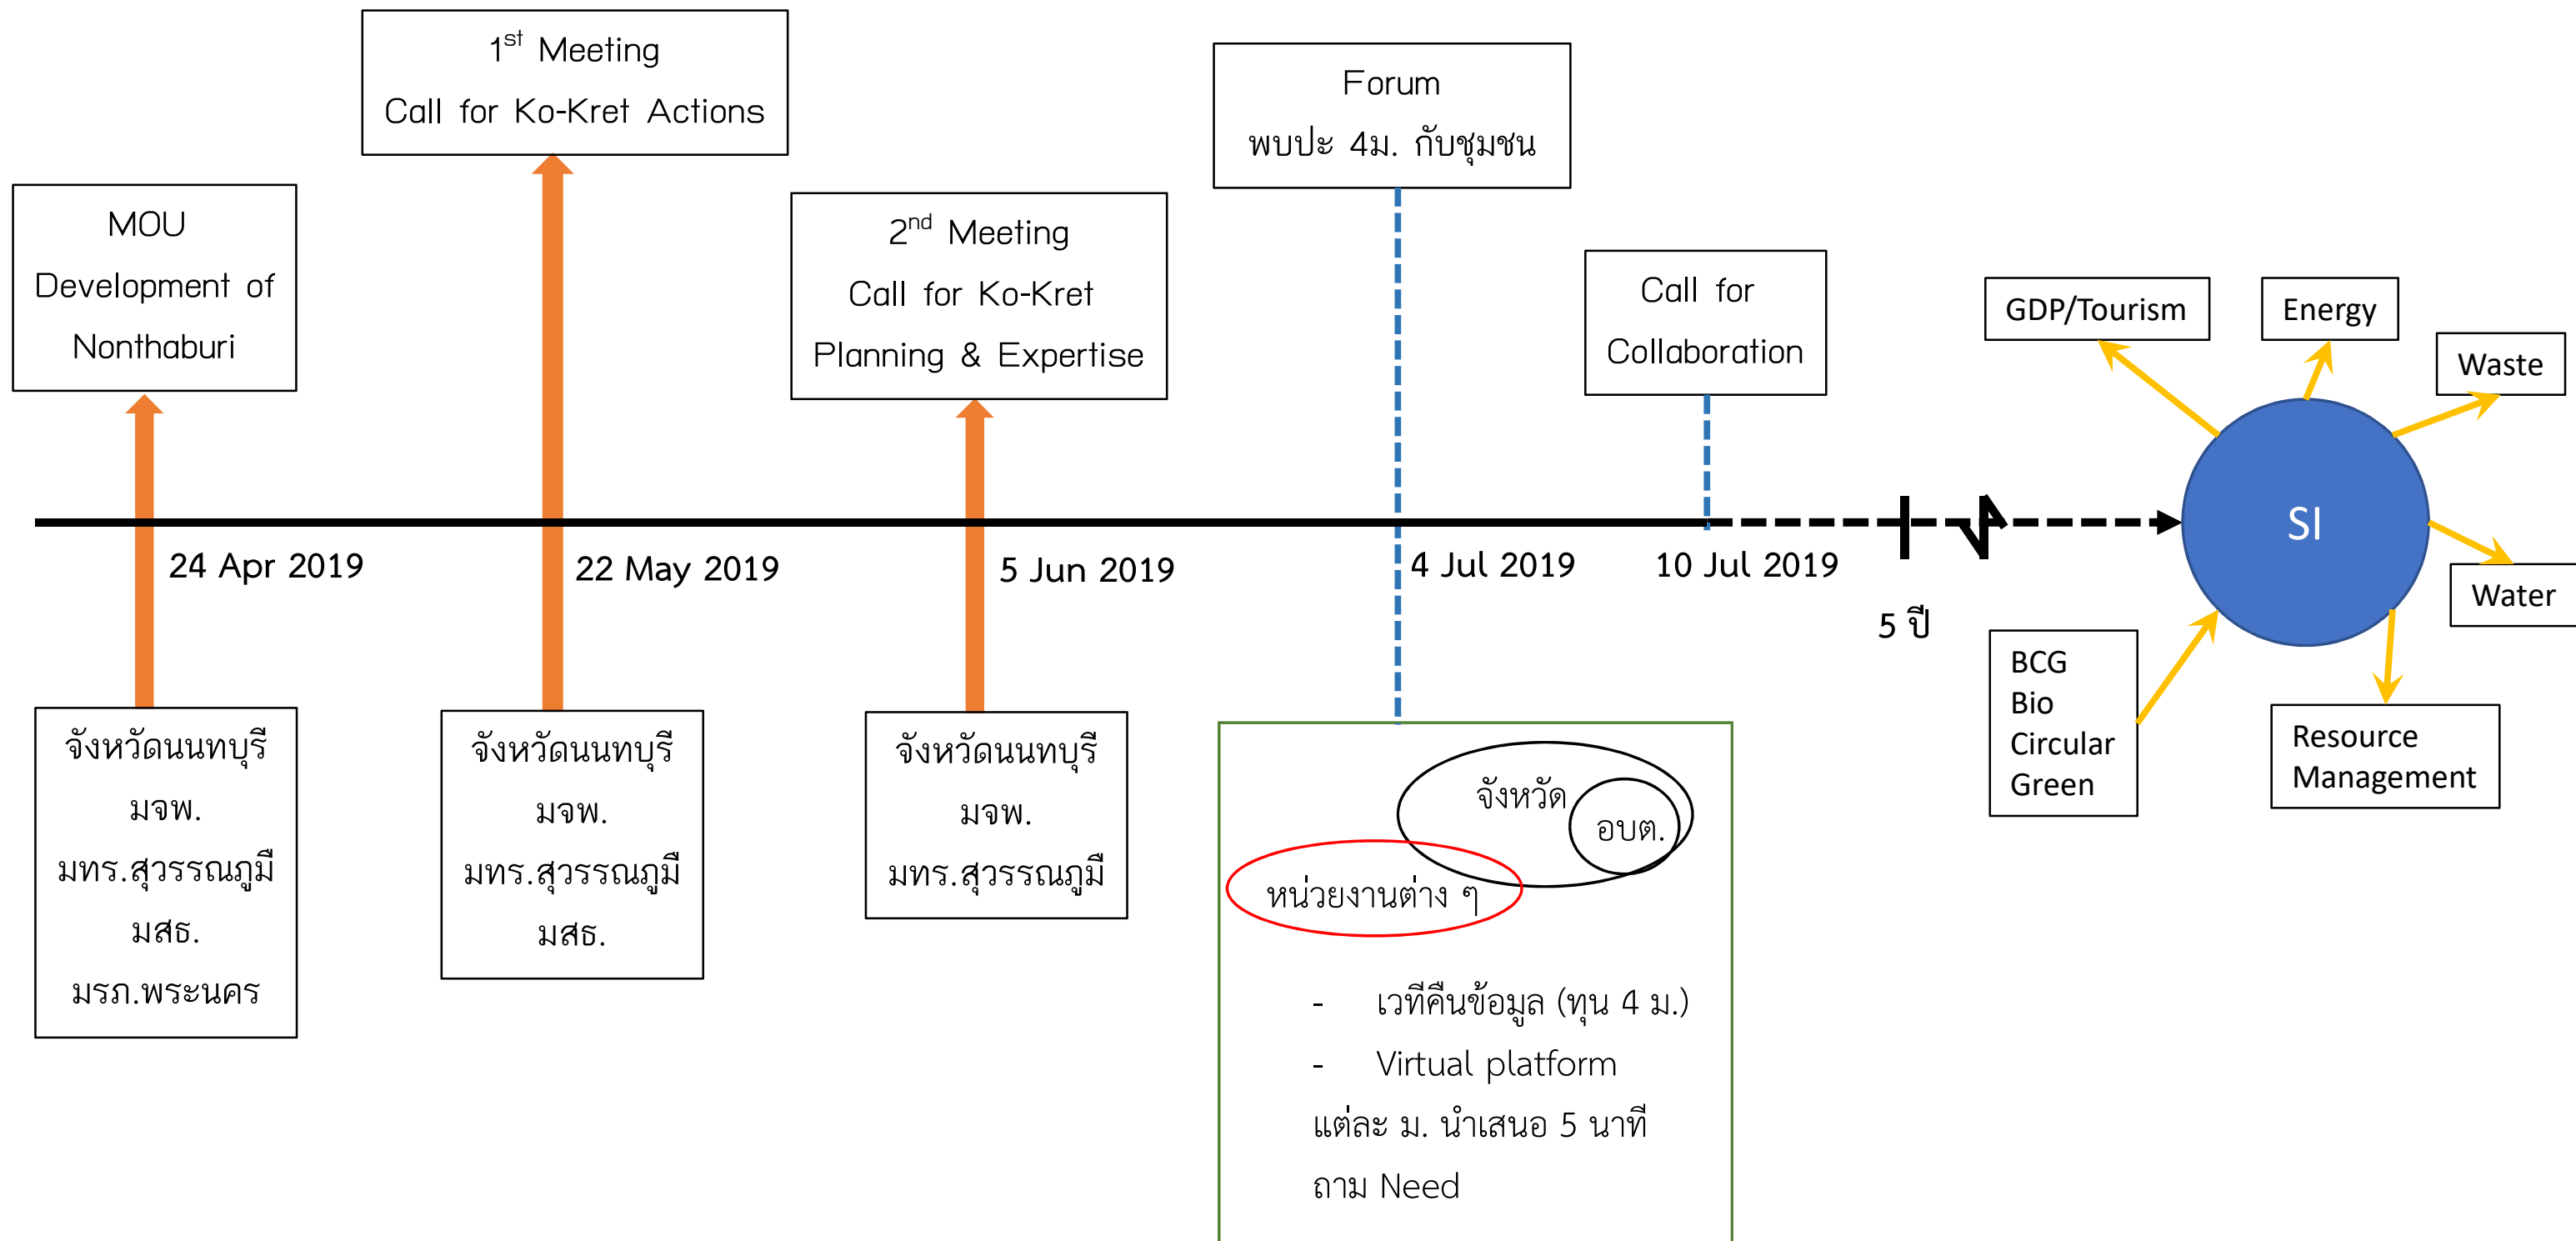 1st Meeting
Call for Ko-Kret Actions
Forum
พบปะ 4ม. กับชุมชน
MOU
Development of
Nonthaburi
2nd Meeting
Call for Ko-Kret
Planning & Expertise
Call for
Collaboration
GDP/Tourism
Energy
Waste
SI
24 Apr 2019
22 May 2019
5 Jun 2019
4 Jul 2019
10 Jul 2019
5 ปี
Water
BCG
Bio
Circular
Green
Resource
Management
จังหวัดนนทบุรี
มจพ.
มทร.สุวรรณภูมิ
มสธ.
มรภ.พระนคร
จังหวัดนนทบุรี
มจพ.
มทร.สุวรรณภูมิ
มสธ.
จังหวัดนนทบุรี
มจพ.
มทร.สุวรรณภูมิ
จังหวัด
อบต.
หน่วยงานต่าง ๆ
- เวทีคืนข้อมูล (ทุน 4 ม.)
- Virtual platform
แต่ละ ม. นำเสนอ 5 นาที
ถาม Need